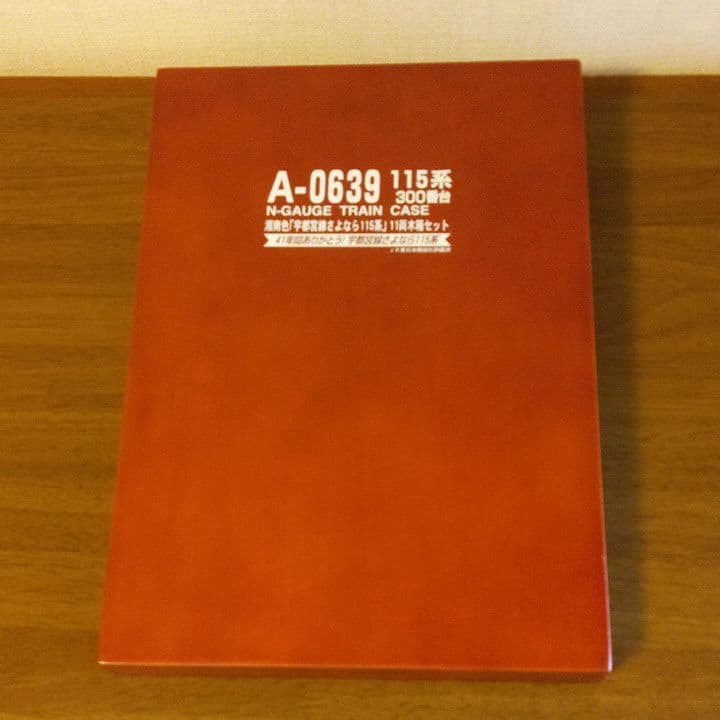 A-0639 115系
300番台
N-GAUGE TRAIN CASE
湘南色「宇都宮線さよなら115系」11両木箱セット
41年間ありがとう!宇都宮線さよなら115系